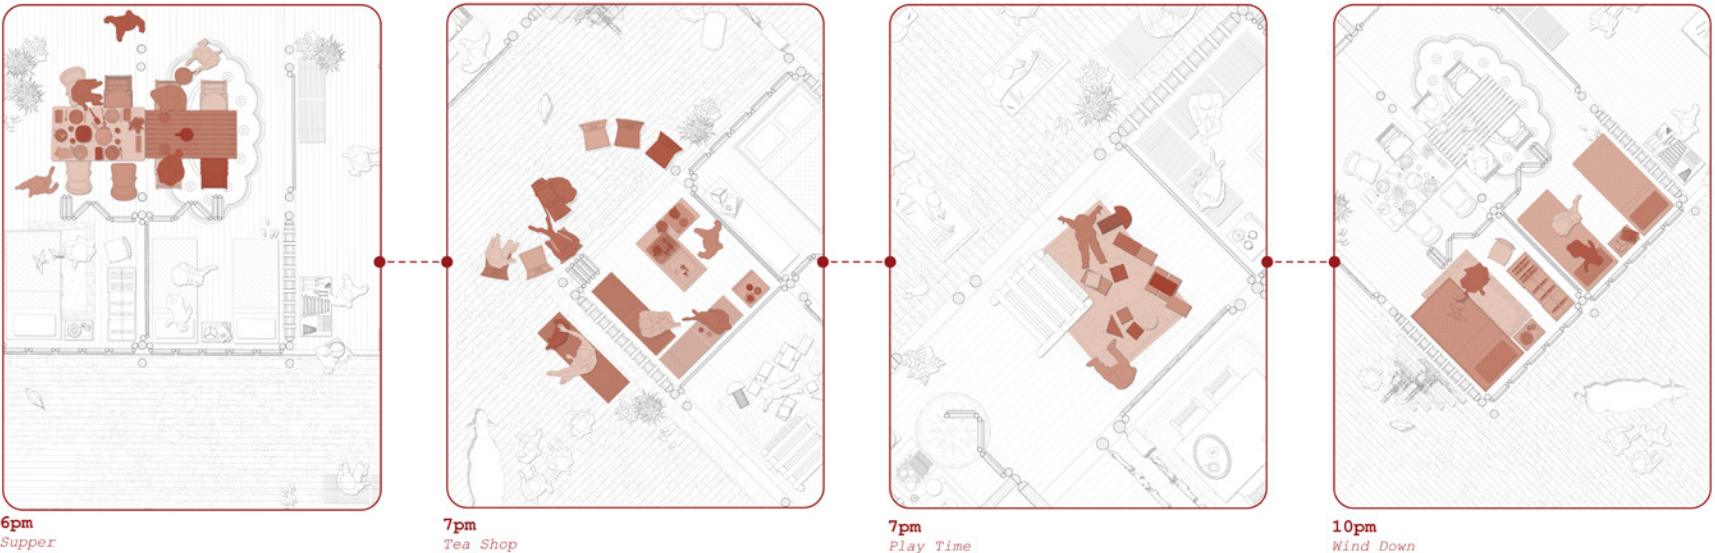 6pm
Supper
7pm
Tea Shop
7pm
Play Time
10pm
Wind Down